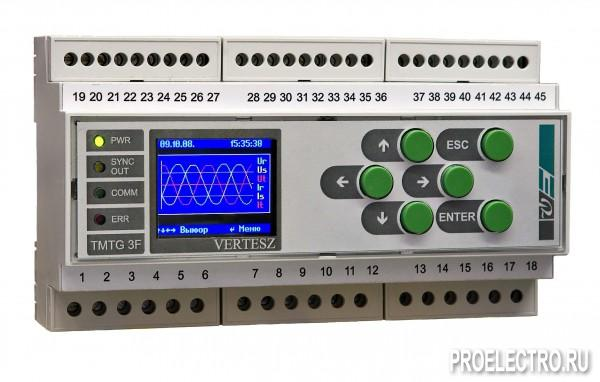 19 20 21 22 23 24 25 26 27 28 29 30 31 32 33 34 35 36 37 38 39 40 41 42 43 44 45
PWR
SYNC OUT
COMM
ERR
TMTG 3F
09.10.08. 15:35:38
Ur
Us
Ut
Ir
Is
It
Выбор ↵ Меню
VERTESZ
↑ ESC
← →
↓ ENTER
1 2 3 4 5 6 7 8 9 10 11 12 13 14 15 16 17 18
PROELECTRO.RU